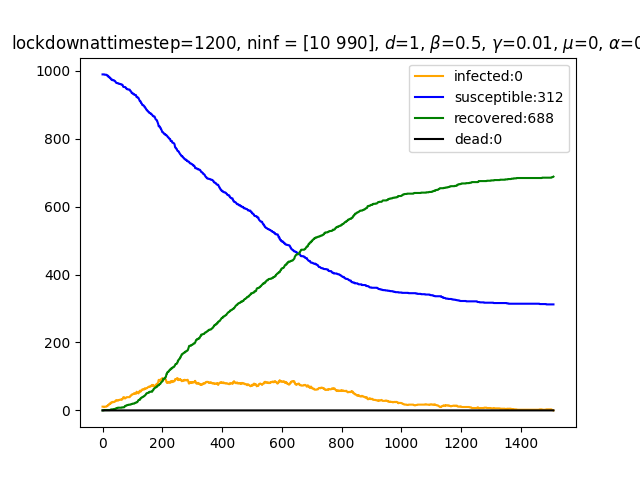 lockdownattimestep=1200, ninf = [10 990], d=1, β=0.5, γ=0.01, μ=0, α=0
1000
800
600
400
200
0
infected:0
susceptible:312
recovered:688
dead:0
0 200 400 600 800 1000 1200 1400